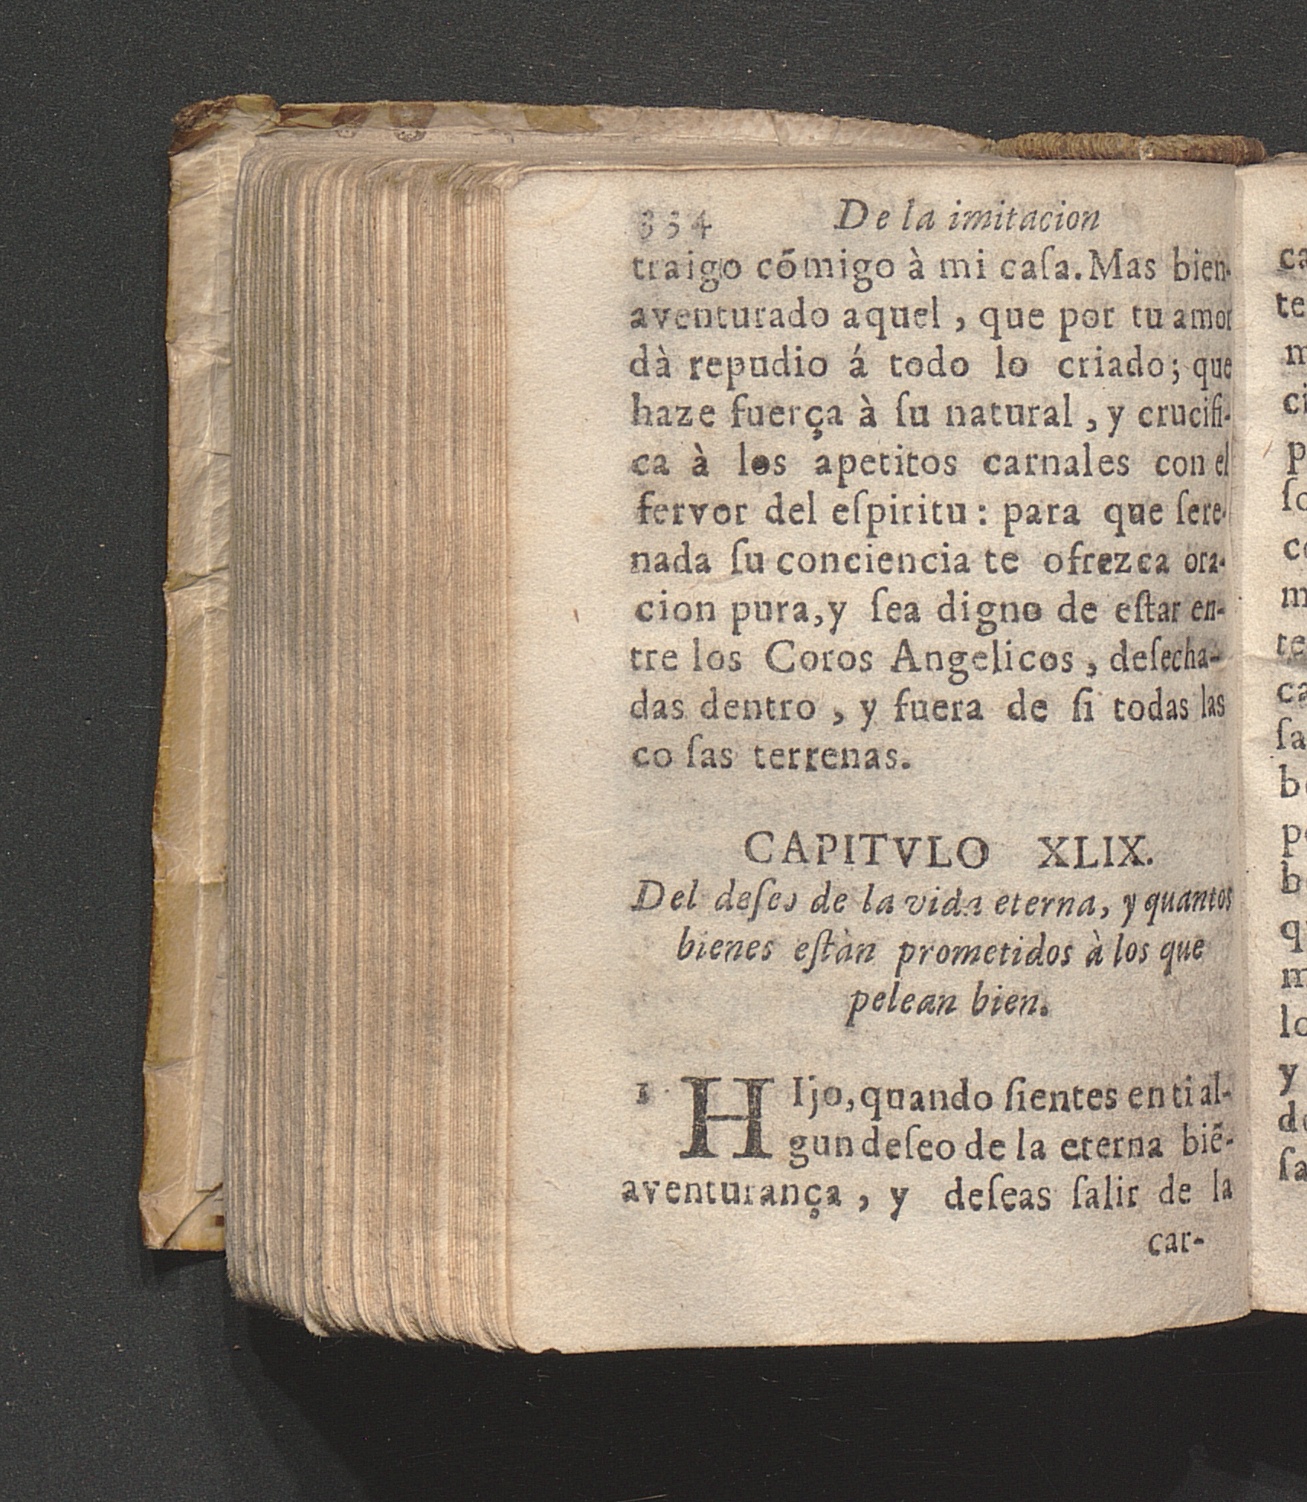 334 De la imitacion
traigo cõmigo à mi caſa. Mas bien-
aventurado aquel, que por tu amor
dà repudio á todo lo criado; que
haze fuerça à ſu natural, y crucifi-
ca à los apetitos carnales con el
fervor del eſpiritu: para que ſere-
nada ſu conciencia te ofrezca ora-
cion pura, y ſea digno de eſtar en-
tre los Coros Angelicos, deſecha-
das dentro, y fuera de ſi todas las
co ſas terrenas.
CAPITVLO XLIX.
Del deſeo de la vida eterna, y quantos
bienes eſtàn prometidos à los que
pelean bien.
1 HIjo, quando ſientes en ti al-
gun deſeo de la eterna biẽ-
aventurança, y deſeas ſalir de la
car-